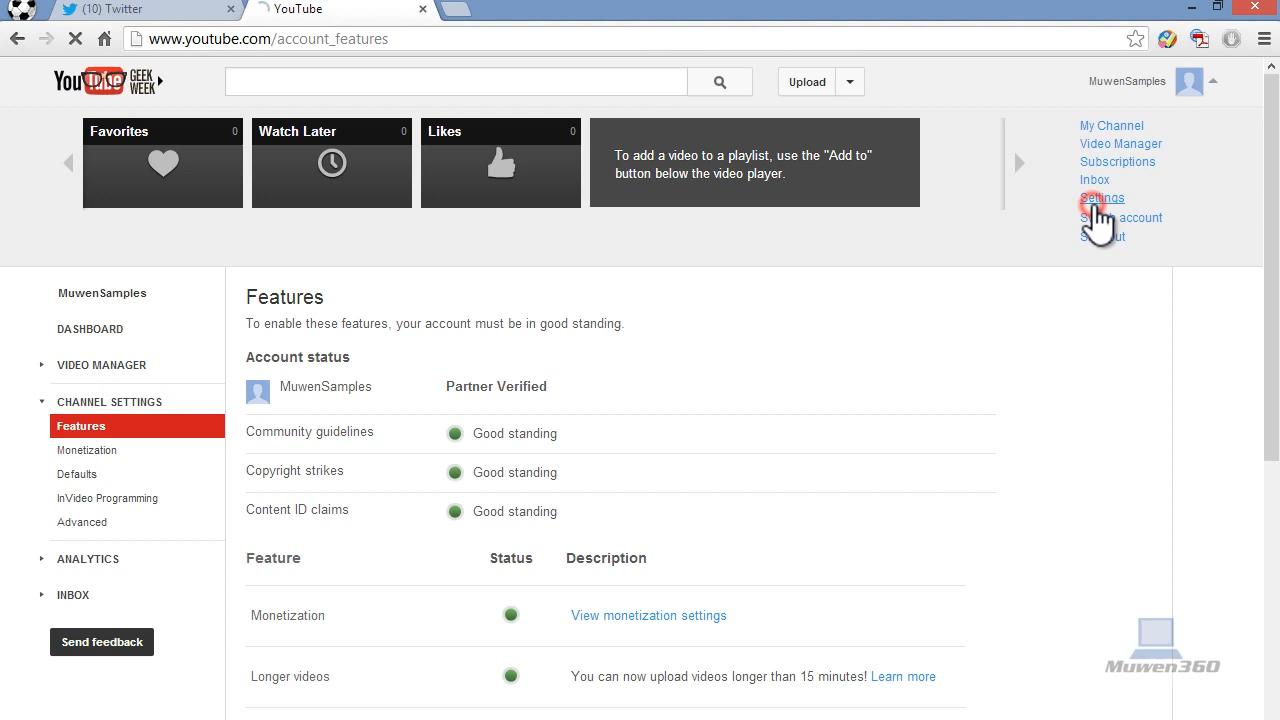 (10) Twitter
YouTube
www.youtube.com/account_features
YouTube GEEK WEEK
Upload
MuwenSamples
Favorites 0
Watch Later 0
Likes 0
To add a video to a playlist, use the "Add to"
button below the video player.
My Channel
Video Manager
Subscriptions
Inbox
Settings
account
MuwenSamples
DASHBOARD
VIDEO MANAGER
CHANNEL SETTINGS
Features
Monetization
Defaults
InVideo Programming
Advanced
ANALYTICS
INBOX
Send feedback
Features
To enable these features, your account must be in good standing.
Account status
MuwenSamples Partner Verified
Community guidelines Good standing
Copyright strikes Good standing
Content ID claims Good standing
Feature Status Description
Monetization View monetization settings
Longer videos You can now upload videos longer than 15 minutes! Learn more
Muwen360